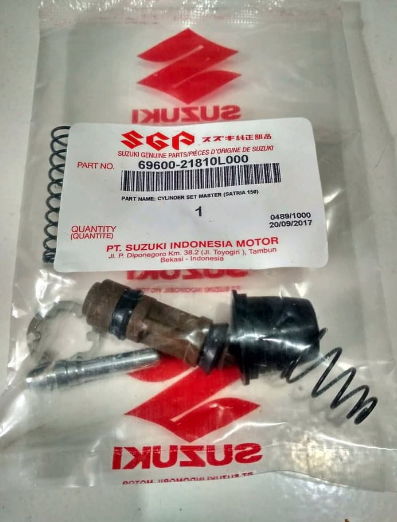 SUZUKI
SGP スズキ純正部品
SUZUKI GENUINE PARTS/PIÈCES D'ORIGINE DE SUZUKI
PART NO. 69600-21810L000
PART NAME: CYLINDER SET MASTER (SATRIA 150)
1
0489/1000
QUANTITY
(QUANTITE)
20/09/2017
PT. SUZUKI INDONESIA MOTOR
Jl. P. Diponegoro Km. 38.2 (Jl. Toyogiri), Tambun
Bekasi - Indonesia
SUZUKI